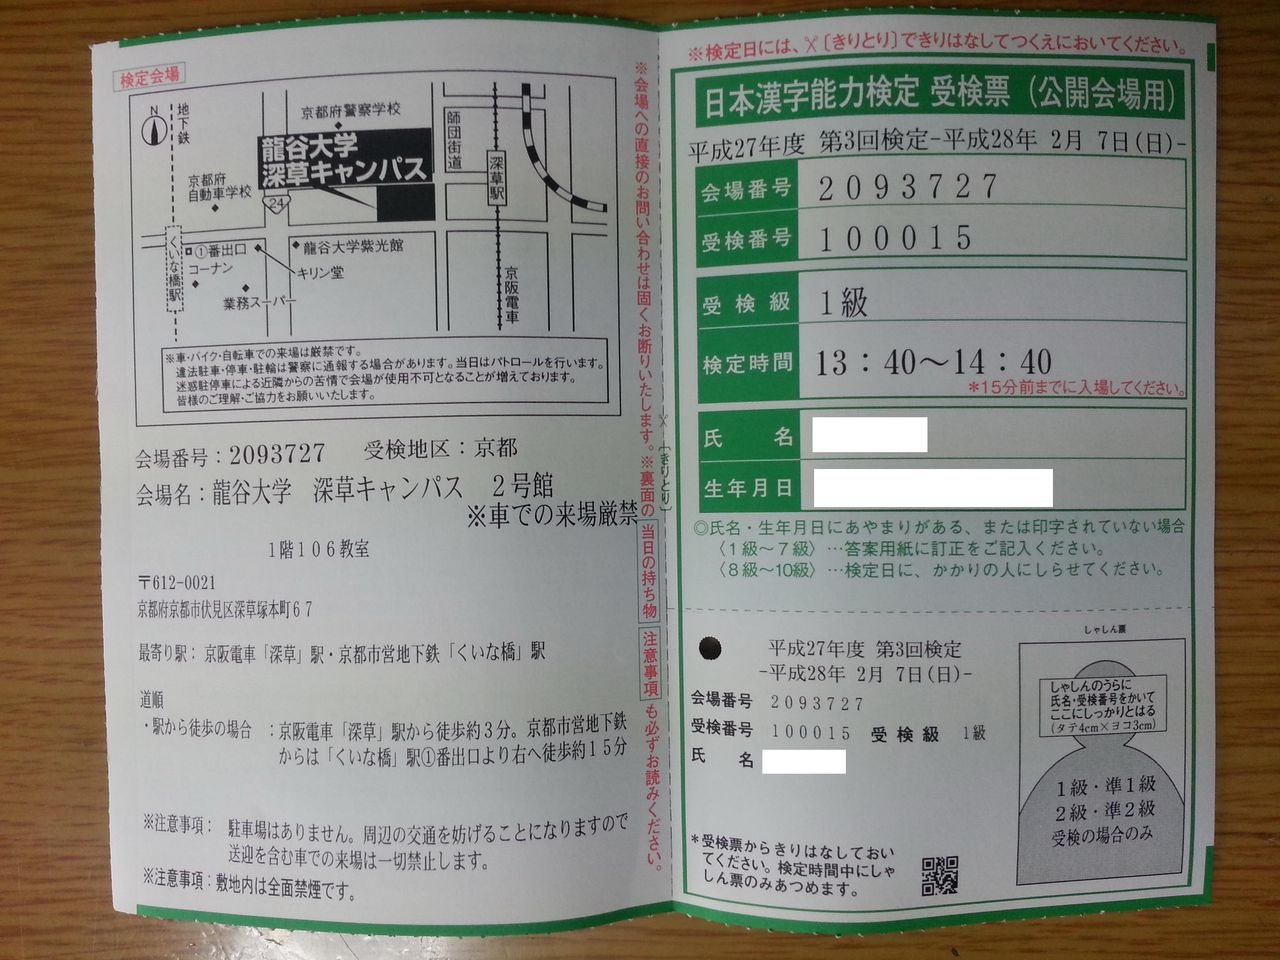 検定会場
N
地下鉄
京都府警察学校
龍谷大学
深草キャンパス
師団街道
深草駅
京都府
自動車学校
24
くいな橋駅
①番出口
龍谷大学紫光館
コーナン
キリン堂
業務スーパー
京阪電車
※車・バイク・自転車での来場は厳禁です。
違法駐車・停車・駐輪は警察に通報する場合があります。当日はパトロールを行います。
迷惑駐停車による近隣からの苦情で会場が使用不可となることが増えております。
皆様のご理解・ご協力をお願いいたします。
会場番号：2093727 受検地区：京都
会場名：龍谷大学 深草キャンパス 2号館
※車での来場厳禁
1階106教室
〒612-0021
京都府京都市伏見区深草塚本町67
最寄り駅：京阪電車「深草」駅・京都市営地下鉄「くいな橋」駅
道順
・駅から徒歩の場合 ：京阪電車「深草」駅から徒歩約3分。京都市営地下鉄
からは「くいな橋」駅①番出口より右へ徒歩約15分
※注意事項： 駐車場はありません。周辺の交通を妨げることになりますので
送迎を含む車での来場は一切禁止します。
※注意事項：敷地内は全面禁煙です。
※会場への直接のお問い合わせは固くお断りいたします。※裏面の 当日の持ち物 注意事項 も必ずお読みください。
〔きりとり〕
※検定日には、〔きりとり〕できりはなしてつくえにおいてください。
日本漢字能力検定 受検票（公開会場用）
平成27年度 第3回検定-平成28年 2月 7日(日)-
会場番号 2093727
受検番号 100015
受検級 1級
検定時間 13：40～14：40
＊15分前までに入場してください。
氏名
生年月日
◎氏名・生年月日にあやまりがある、または印字されていない場合
〈1級～7級〉…答案用紙に訂正をご記入ください。
〈8級～10級〉…検定日に、かかりの人にしらせてください。
平成27年度 第3回検定
-平成28年 2月 7日(日)-
会場番号 2093727
受検番号 100015 受検級 1級
氏名
＊受検票からきりはなしておい
てください。検定時間中にしゃ
しん票のみあつめます。
しゃしん票
しゃしんのうらに
氏名・受検番号をかいて
ここにしっかりとはる
(タテ4cm×ヨコ3cm)
1級・準1級
2級・準2級
受検の場合のみ